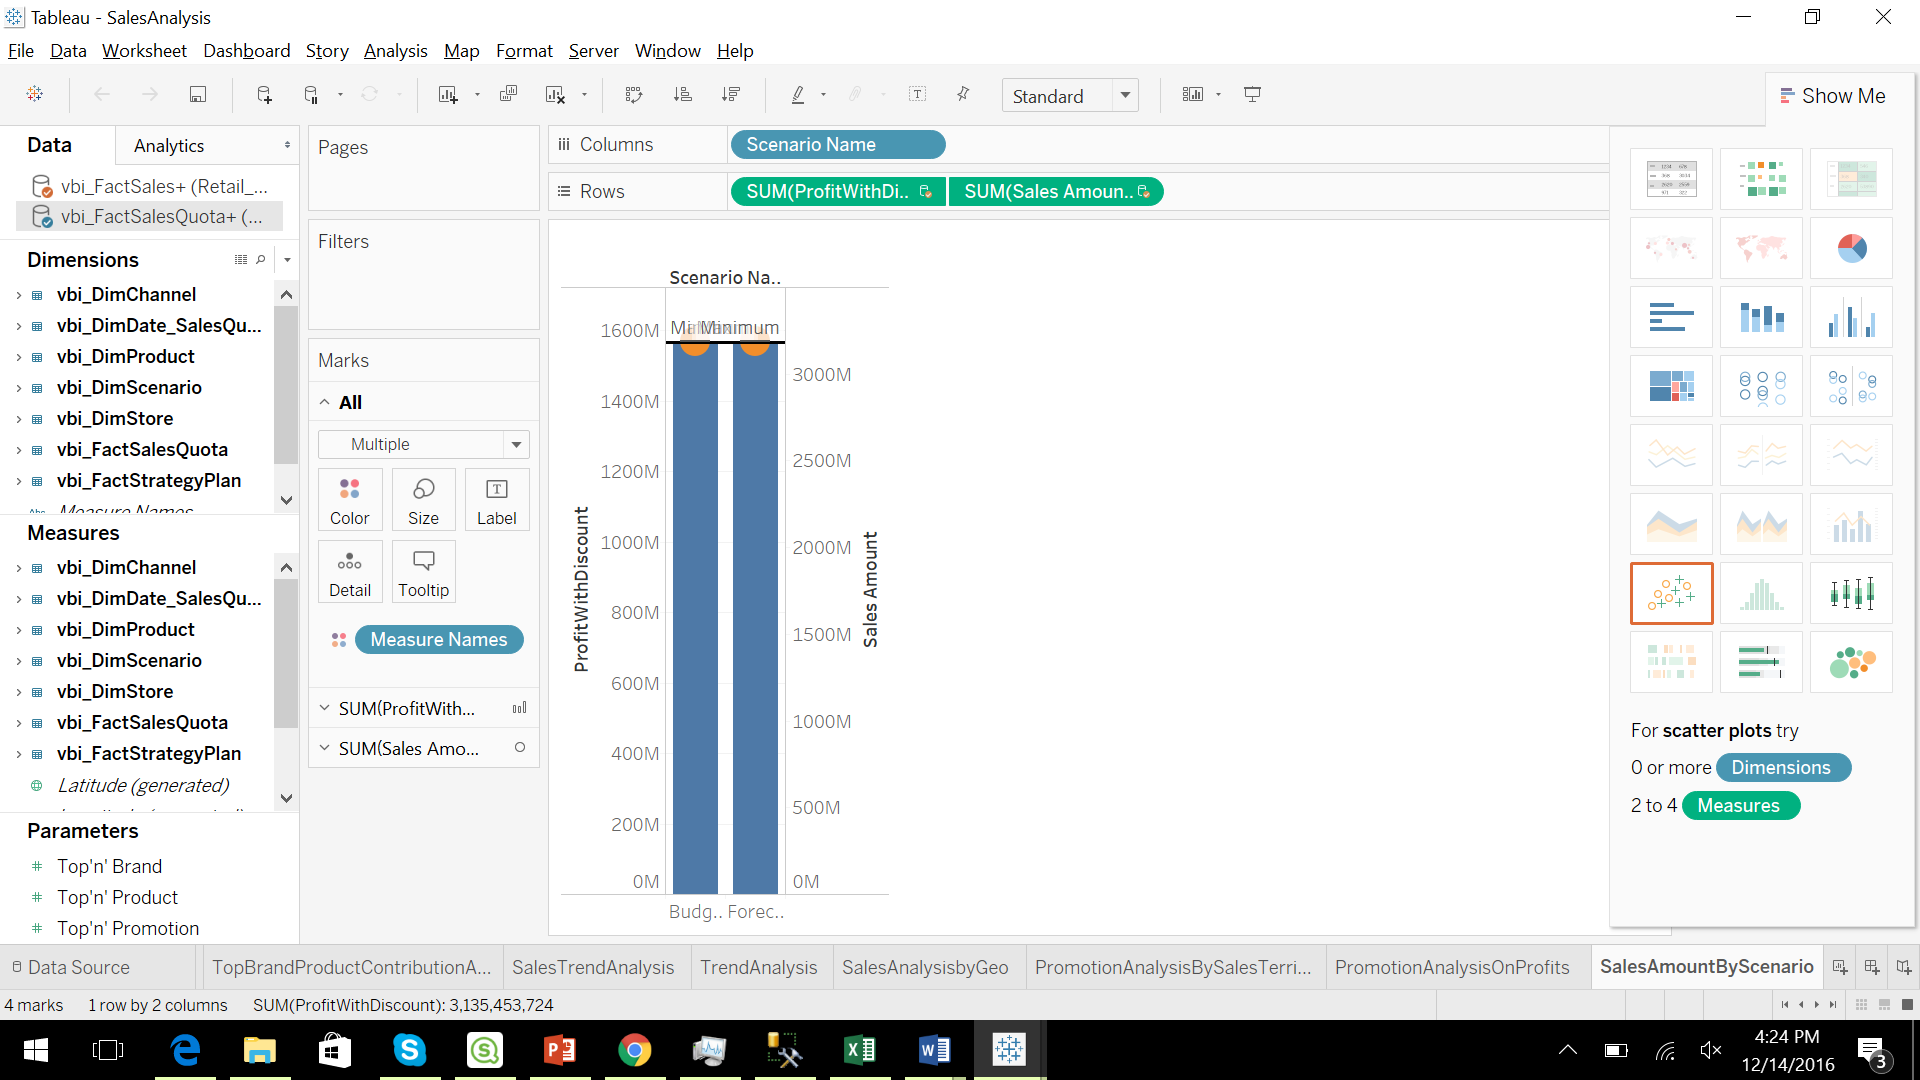 Tableau - SalesAnalysis
File Data Worksheet Dashboard Story Analysis Map Format Server Window Help
Standard
Show Me
Data
Analytics
vbi_FactSales+ (Retail_...
vbi_FactSalesQuota+ (...
Dimensions
vbi_DimChannel
vbi_DimDate_SalesQu...
vbi_DimProduct
vbi_DimScenario
vbi_DimStore
vbi_FactSalesQuota
vbi_FactStrategyPlan
Measure Names
Measures
vbi_DimChannel
vbi_DimDate_SalesQu...
vbi_DimProduct
vbi_DimScenario
vbi_DimStore
vbi_FactSalesQuota
vbi_FactStrategyPlan
Latitude (generated)
Parameters
Top'n' Brand
Top'n' Product
Top'n' Promotion
Pages
Filters
Marks
All
Multiple
Color
Size
Label
Detail
Tooltip
Measure Names
SUM(ProfitWith...
SUM(Sales Amo...
Columns
Scenario Name
Rows
SUM(ProfitWithDi..
SUM(Sales Amoun..
Scenario Na..
Minimum
ProfitWithDiscount
1600M
1400M
1200M
1000M
800M
600M
400M
200M
0M
3000M
2500M
2000M
1500M
1000M
500M
0M
Sales Amount
Budg..
Forec..
For scatter plots try
0 or more Dimensions
2 to 4 Measures
Data Source
TopBrandProductContributionA...
SalesTrendAnalysis
TrendAnalysis
SalesAnalysisbyGeo
PromotionAnalysisBySalesTerri...
PromotionAnalysisOnProfits
SalesAmountByScenario
4 marks
1 row by 2 columns
SUM(ProfitWithDiscount): 3,135,453,724
4:24 PM
12/14/2016
3